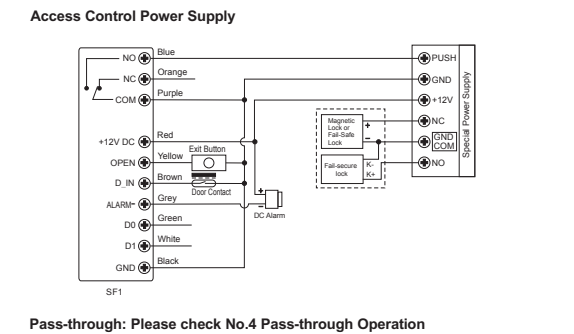 Access Control Power Supply
NO
Blue
NC
Orange
COM
Purple
+12V DC
Red
OPEN
Yellow
Exit Button
D_IN
Brown
Door Contact
ALARM-
Grey
+
-
DC Alarm
D0
Green
D1
White
GND
Black
SF1
Magnetic
Lock or
Fail-Safe
Lock
+
-
Fail-secure
lock
K-
K+
PUSH
GND
+12V
NC
GND
COM
NO
Special Power Supply
Pass-through: Please check No.4 Pass-through Operation